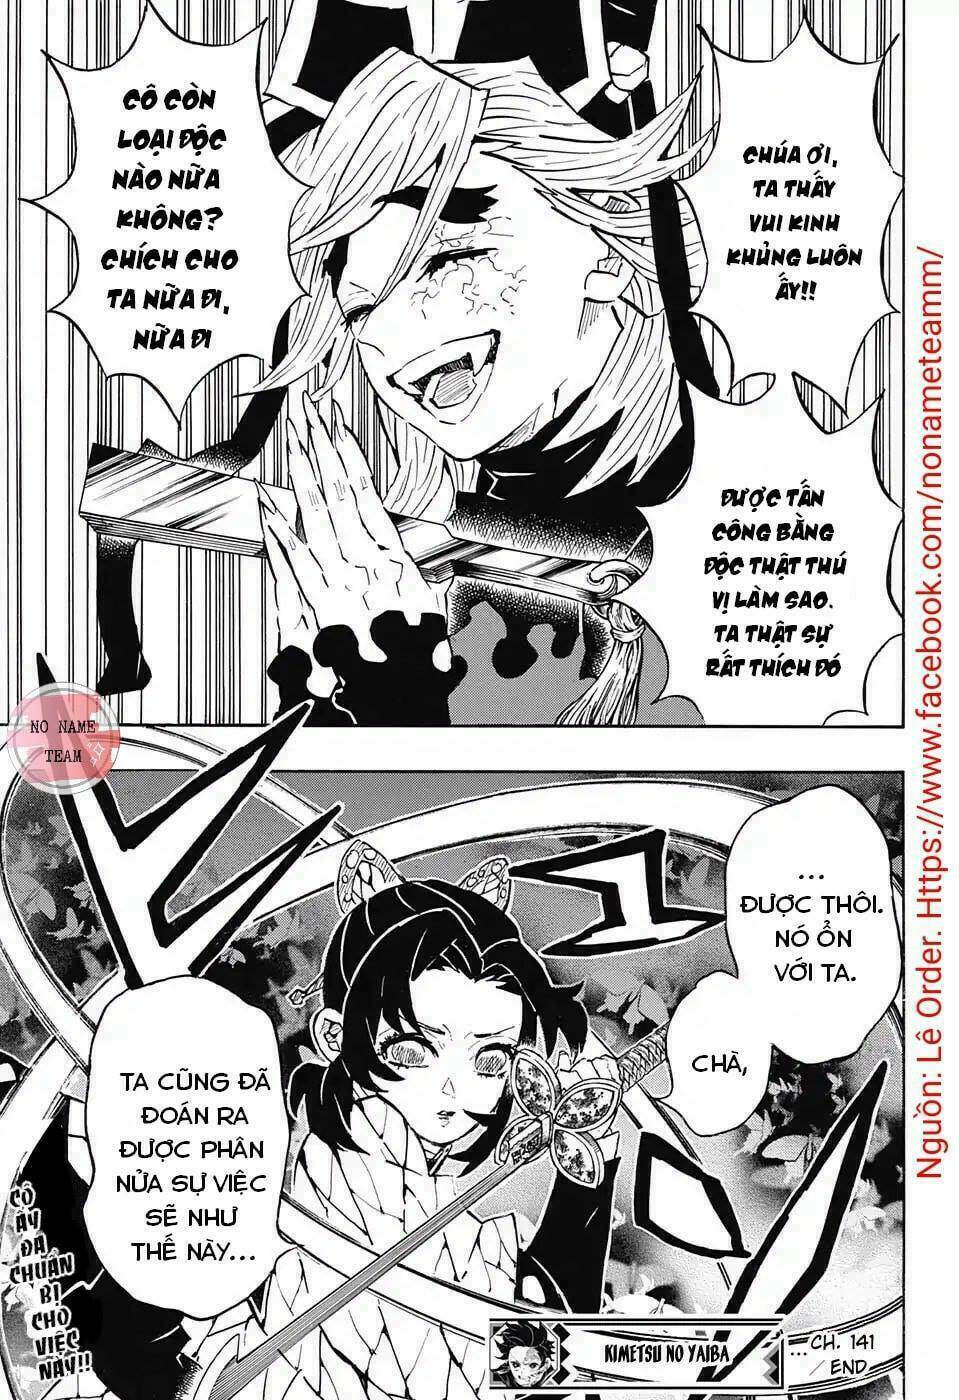 CHÚA ƠI,
TA THẤY
VUI KINH
KHỦNG LUÔN
ẤY!!
ĐƯỢC TẤN
CÔNG BẰNG
ĐỘC THẬT THÚ
VỊ LÀM SAO.
TA THẬT SỰ
RẤT THÍCH ĐÓ
CÔ CÒN
LOẠI ĐỘC
NÀO NỮA
KHÔNG?
CHÍCH CHO
TA NỮA ĐI,
NỮA ĐI
NO NAME
TEAM
...
ĐƯỢC THÔI.
NÓ ỔN
VỚI TA.
CHÀ,
TA CŨNG ĐÃ
ĐOÁN RA
ĐƯỢC PHÂN
NỬA SỰ VIỆC
SẼ NHƯ
THẾ NÀY...
CÔ
ẤY
ĐÃ
CHUẨN
BỊ
CHO
VIỆC
NÀY!!
KIMETSU NO YAIBA
...CH. 141
END
Nguồn: Lê Order. Https://www.facebook.com/nonameteamm/